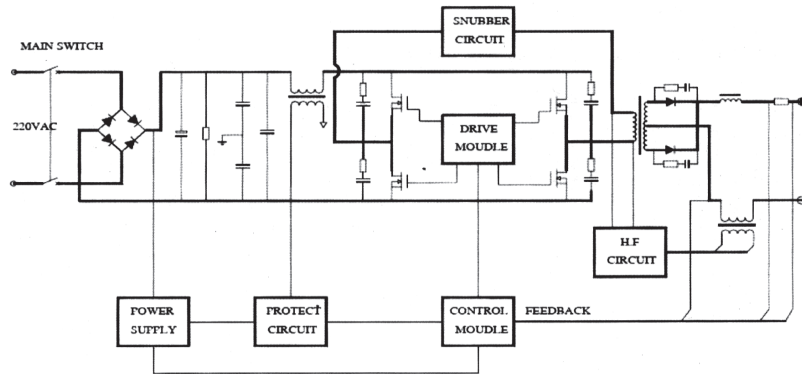 SNUBBER
CIRCUIT
MAIN SWITCH
220VAC
DRIVE
MOUDLE
H.F
CIRCUIT
POWER
SUPPLY
PROTECT
CIRCUIT
CONTROL
MOUDLE
FEEDBACK